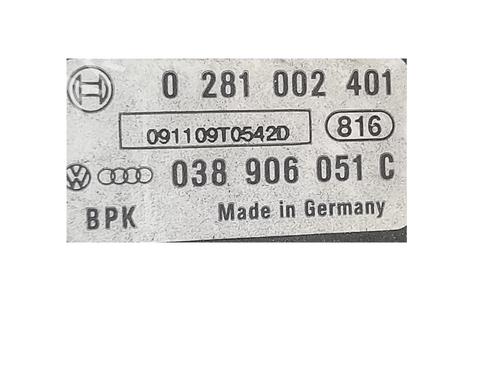 0 281 002 401
091109T0542D 816
038 906 051 C
BPK Made in Germany